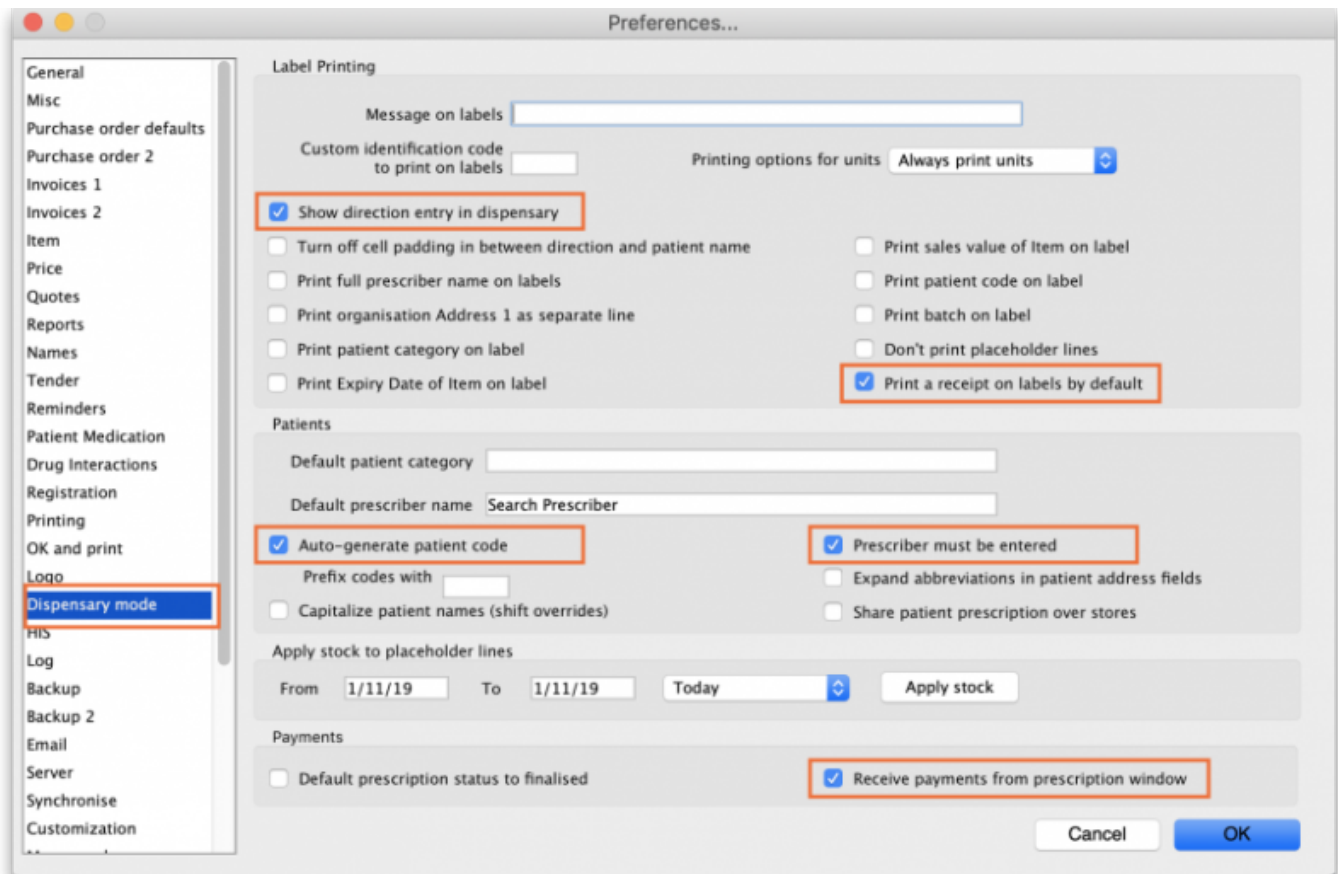 Preferences...
General
Misc
Purchase order defaults
Purchase order 2
Invoices 1
Invoices 2
Item
Price
Quotes
Reports
Names
Tender
Reminders
Patient Medication
Drug Interactions
Registration
Printing
OK and print
Logo
Dispensary mode
HIS
Log
Backup
Backup 2
Email
Server
Synchronise
Customization
Label Printing
Message on labels
Custom identification code
to print on labels
Printing options for units Always print units
Show direction entry in dispensary
Turn off cell padding in between direction and patient name
Print sales value of Item on label
Print full prescriber name on labels
Print patient code on label
Print organisation Address 1 as separate line
Print batch on label
Print patient category on label
Don't print placeholder lines
Print Expiry Date of Item on label
Print a receipt on labels by default
Patients
Default patient category
Default prescriber name Search Prescriber
Auto-generate patient code
Prescriber must be entered
Prefix codes with
Expand abbreviations in patient address fields
Capitalize patient names (shift overrides)
Share patient prescription over stores
Apply stock to placeholder lines
From 1/11/19 To 1/11/19 Today Apply stock
Payments
Default prescription status to finalised
Receive payments from prescription window
Cancel OK